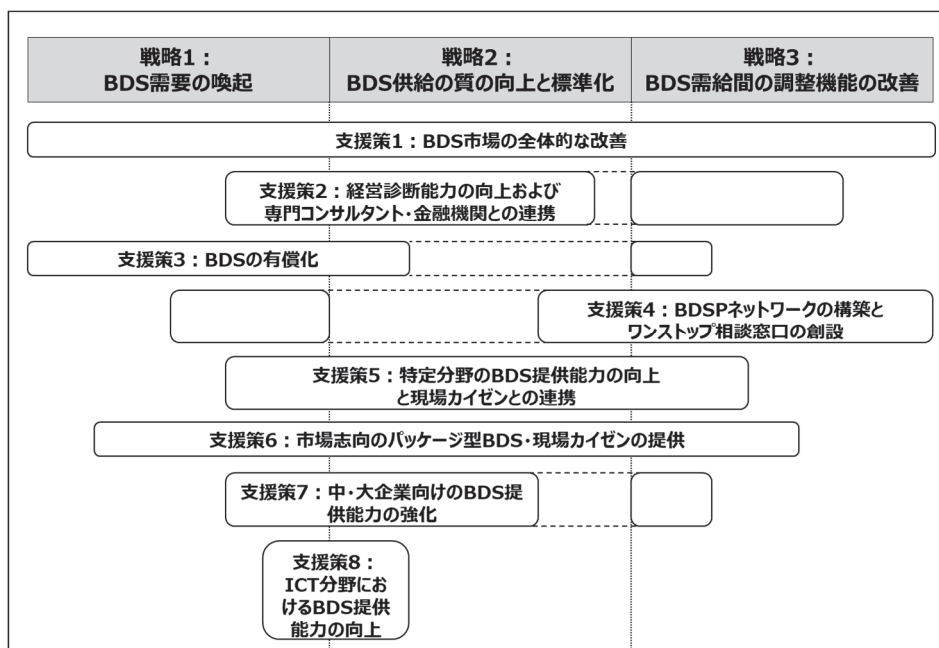 戦略1：
BDS需要の喚起
戦略2：
BDS供給の質の向上と標準化
戦略3：
BDS需給間の調整機能の改善
支援策1：BDS市場の全体的な改善
支援策2：経営診断能力の向上および
専門コンサルタント・金融機関との連携
支援策3：BDSの有償化
支援策4：BDSPネットワークの構築と
ワンストップ相談窓口の創設
支援策5：特定分野のBDS提供能力の向上
と現場カイゼンとの連携
支援策6：市場志向のパッケージ型BDS・現場カイゼンの提供
支援策7：中・大企業向けのBDS提
供能力の強化
支援策8：
ICT分野にお
けるBDS提供
能力の向上